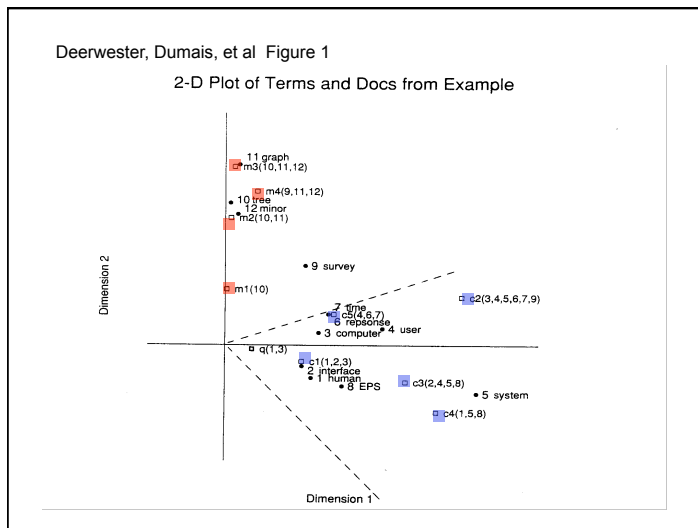 Deerwester, Dumais, et al Figure 1
2-D Plot of Terms and Docs from Example
11 graph
m3(10,11,12)
m4(9,11,12)
10 tree
12 minor
m2(10,11)
9 survey
Dimension 2
m1(10)
c2(3,4,5,6,7,9)
7 time
c5(4,6,7)
6 repsonse
4 user
3 computer
q(1,3)
c1(1,2,3)
2 interface
1 human
8 EPS
c3(2,4,5,8)
5 system
c4(1,5,8)
Dimension 1